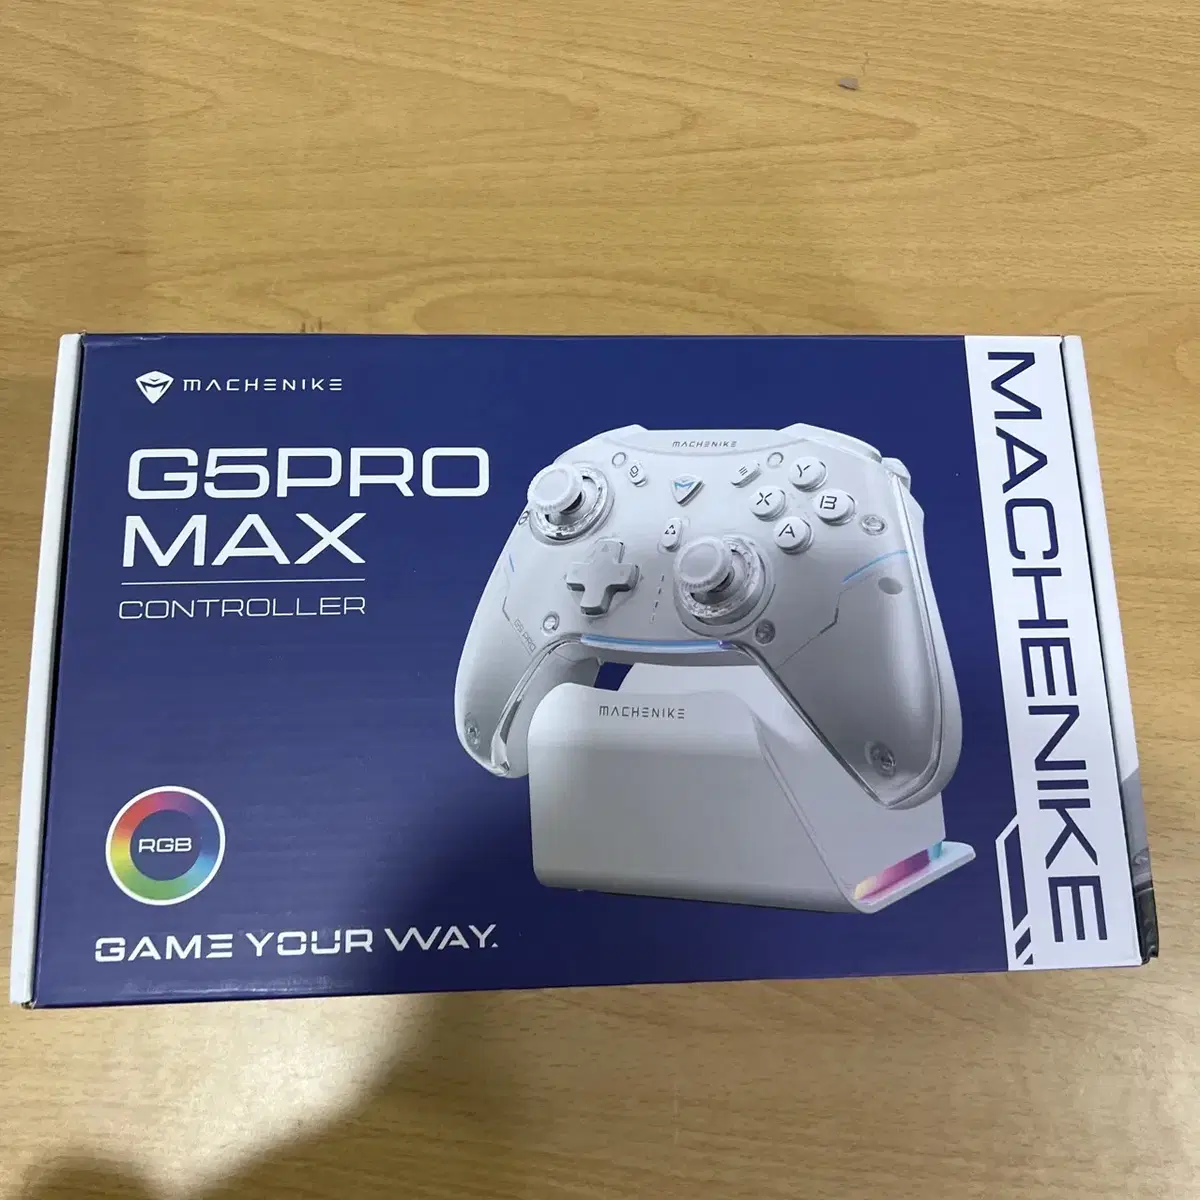 MACHENIKE
G5PRO
MAX
CONTROLLER
RGB
GAME YOUR WAY.
MACHENIKE
Y
X
B
A
G5 PRO
MACHENIKE
MACHENIKE